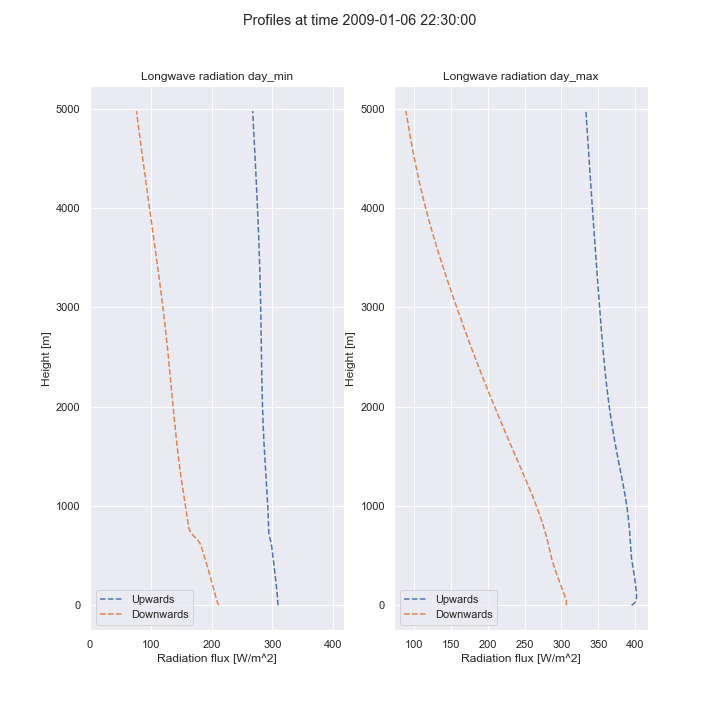 Profiles at time 2009-01-06 22:30:00
Longwave radiation day_min
5000
4000
3000
2000
1000
0
Height [m]
Upwards
Downwards
0
100
200
300
400
Radiation flux [W/m^2]
Longwave radiation day_max
5000
4000
3000
2000
1000
0
Height [m]
Upwards
Downwards
100
150
200
250
300
350
400
Radiation flux [W/m^2]